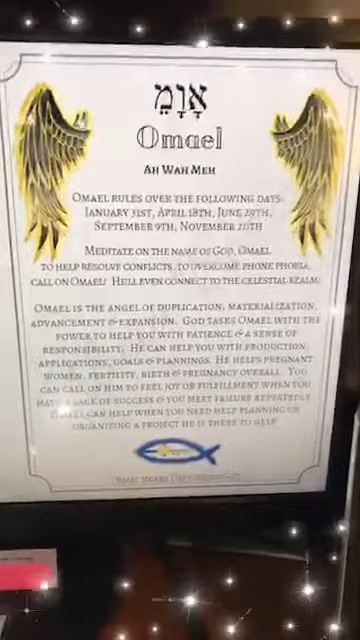 אָוָמֵ
Omael
Ah Wah Meh
Omael rules over the following days:
January 31st, April 18th, June 29th,
September 9th, November 20th
Meditate on the name of God, Omael
to help resolve conflicts, to overcome phone phobia,
call on Omael! Hell even connect to the celestial realm!
Omael is the angel of duplication, materialization,
advancement & expansion. God tasks Omael with the
power to help you with patience & a sense of
responsibility. He can help you with production,
applications, goals & plannings. He helps pregnant
women, fertility, birth & pregnancy overall. You
can call on him to feel joy or fulfillment when you
have a of success & you meet failure repeatedly
Omael can help when you need help planning or
organizing a project he is there to help
Omael means